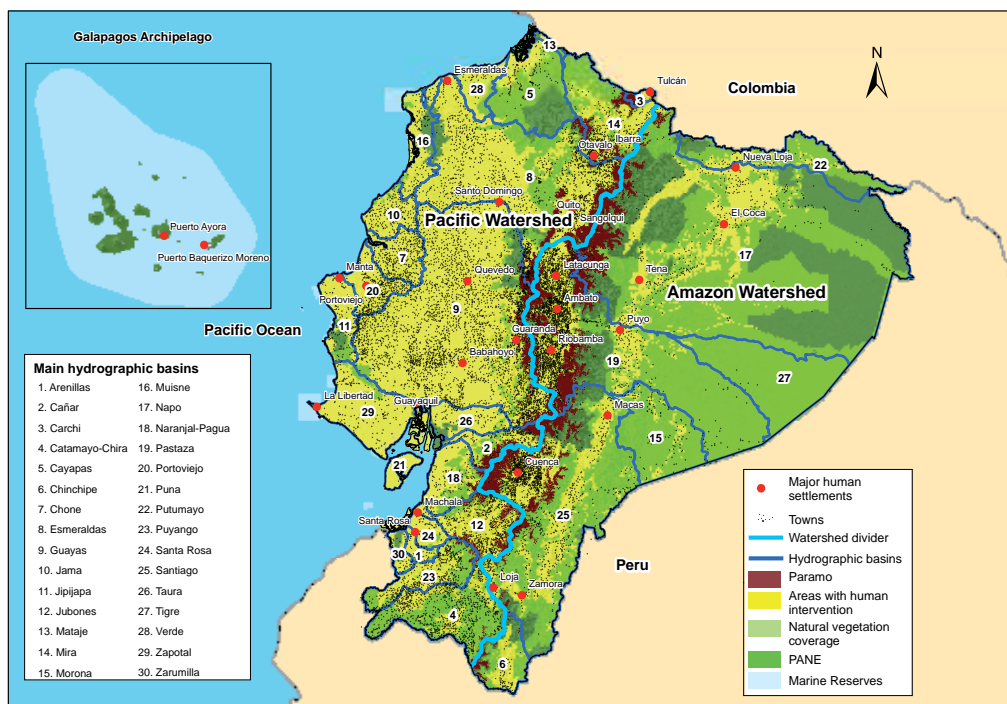 Galapagos Archipelago
Puerto Ayora
Puerto Baquerizo Moreno
N
Colombia
Pacific Ocean
Peru
Pacific Watershed
Amazon Watershed
13
Esmeraldas
28
5
Tulcán
3
14
Ibarra
Otavalo
16
8
Nueva Loja
22
Santo Domingo
Quito
Sangolqui
10
El Coca
7
17
Manta
20
Portoviejo
Quevedo
Latacunga
Tena
9
Ambato
11
Guaranda
Puyo
Babahoyo
Riobamba
19
27
La Libertad
29
Guayaquil
26
Macas
15
2
21
18
Cuenca
Machala
25
Santa Rosa
12
24
30
1
23
Loja
Zamora
4
6
Main hydrographic basins
1. Arenillas
2. Cañar
3. Carchi
4. Catamayo-Chira
5. Cayapas
6. Chinchipe
7. Chone
8. Esmeraldas
9. Guayas
10. Jama
11. Jipijapa
12. Jubones
13. Mataje
14. Mira
15. Morona
16. Muisne
17. Napo
18. Naranjal-Pagua
19. Pastaza
20. Portoviejo
21. Puna
22. Putumayo
23. Puyango
24. Santa Rosa
25. Santiago
26. Taura
27. Tigre
28. Verde
29. Zapotal
30. Zarumilla
Major human
settlements
Towns
Watershed divider
Hydrographic basins
Paramo
Areas with human
intervention
Natural vegetation
coverage
PANE
Marine Reserves